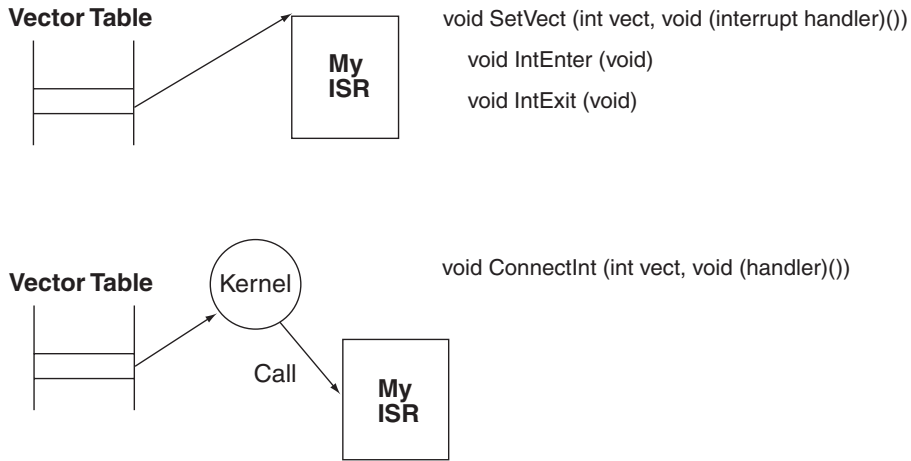 Vector Table
My
ISR
void SetVect (int vect, void (interrupt handler)())
void IntEnter (void)
void IntExit (void)
Vector Table
Kernel
Call
My
ISR
void ConnectInt (int vect, void (handler)())